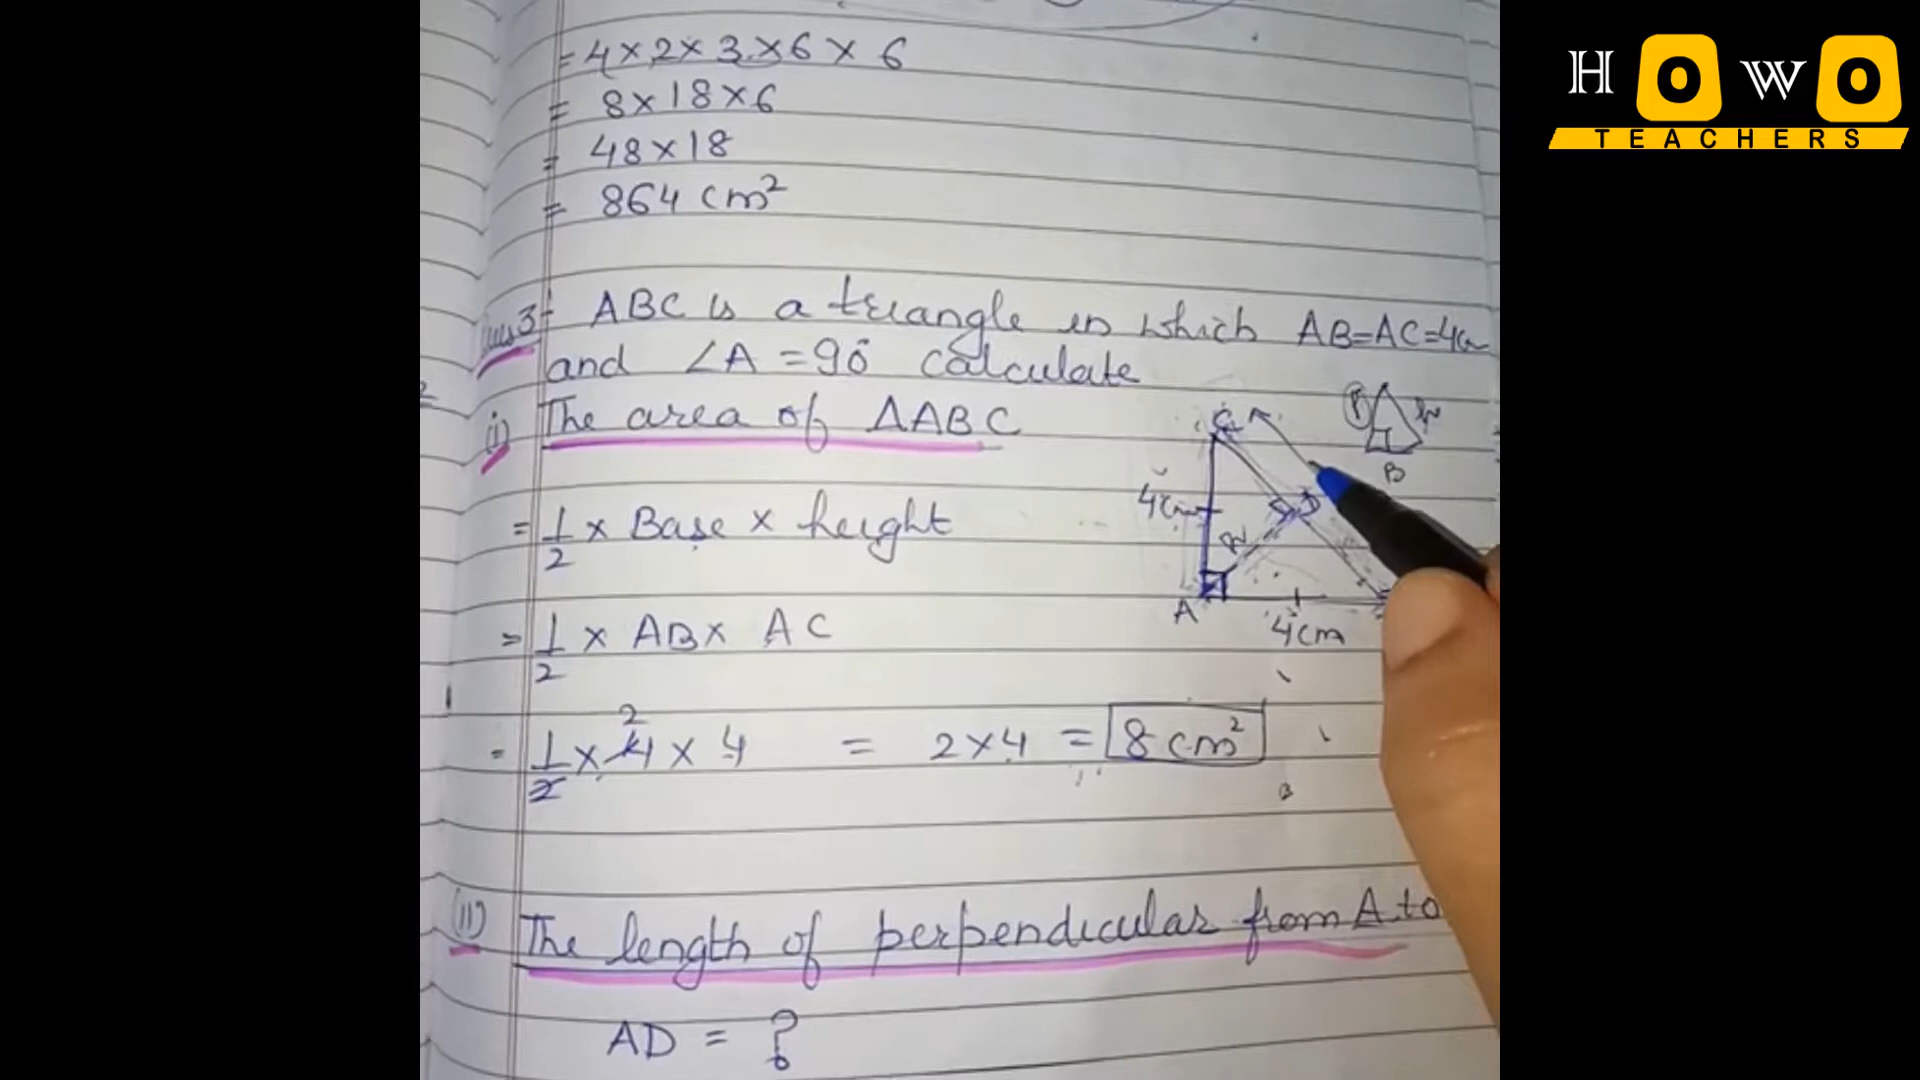 HOWO
TEACHERS
= 4 × 2 × 3 × 6 × 6
= 8 × 18 × 6
= 48 × 18
= 864 cm²
Ques 3 ABC is a triangle in which AB=AC=4cm
and ∠A = 90° calculate
(i) The area of ΔABC
= 1/2 × Base × height
= 1/2 × AB × AC
= 1/2 × 4 × 4 = 2 × 4 = 8 cm²
2
C
4cm
D
A
4cm
P
B
(ii) The length of perpendicular from A to
AD = ?